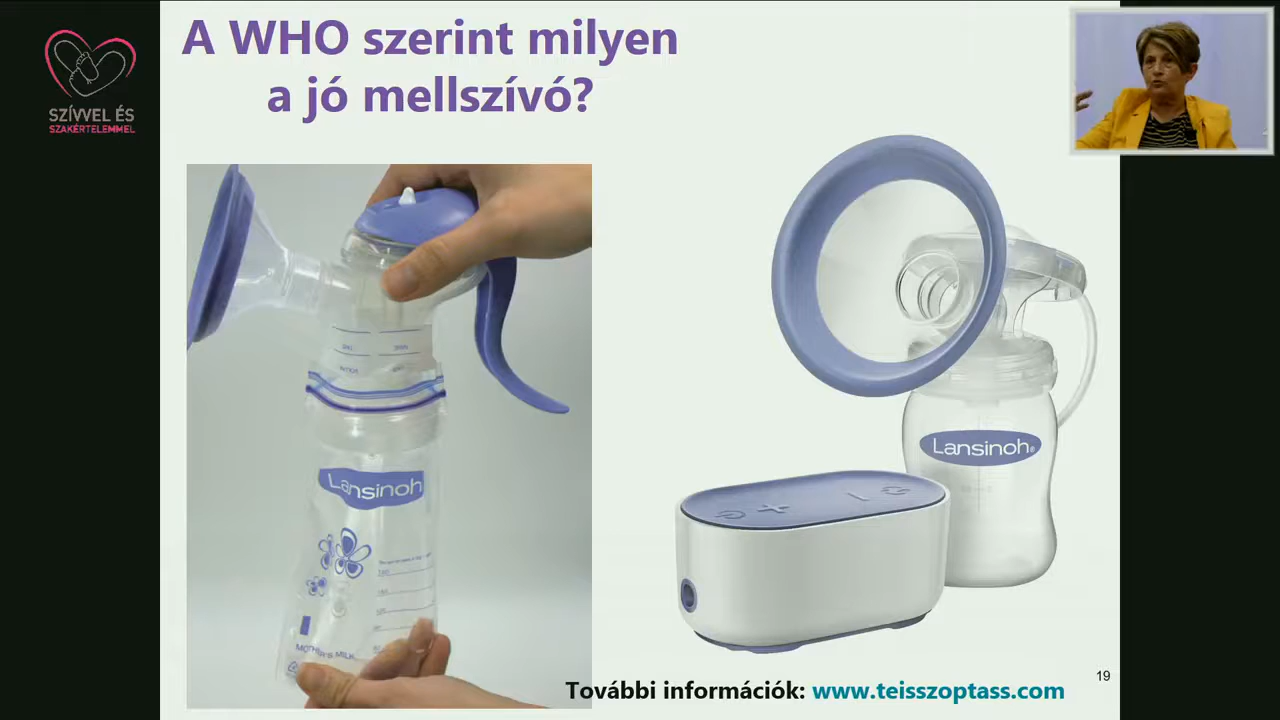 A WHO szerint milyen
a jó mellszívó?
SZÍVVEL ÉS
SZAKÉRTELEMMEL
Lansinoh
MOTHER'S MILK
Lansinoh®
További információk: www.teisszoptass.com
19